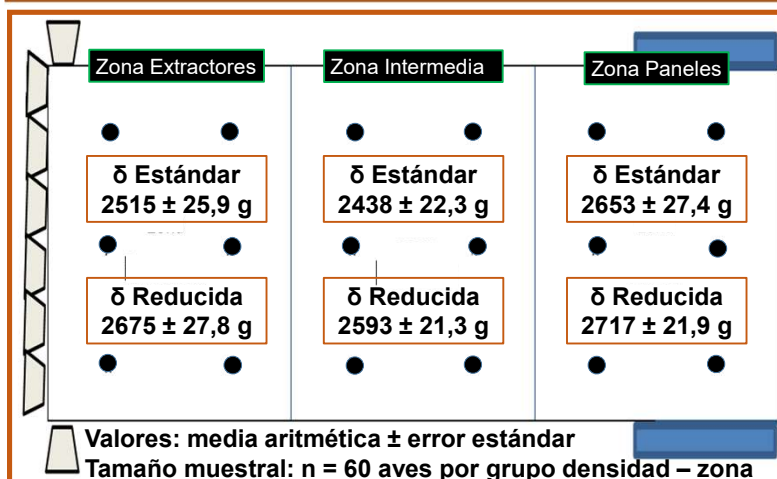 Zona Extractores
Zona Intermedia
Zona Paneles
δ Estándar
2515 ± 25,9 g
δ Estándar
2438 ± 22,3 g
δ Estándar
2653 ± 27,4 g
δ Reducida
2675 ± 27,8 g
δ Reducida
2593 ± 21,3 g
δ Reducida
2717 ± 21,9 g
Valores: media aritmética ± error estándar
Tamaño muestral: n = 60 aves por grupo densidad – zona